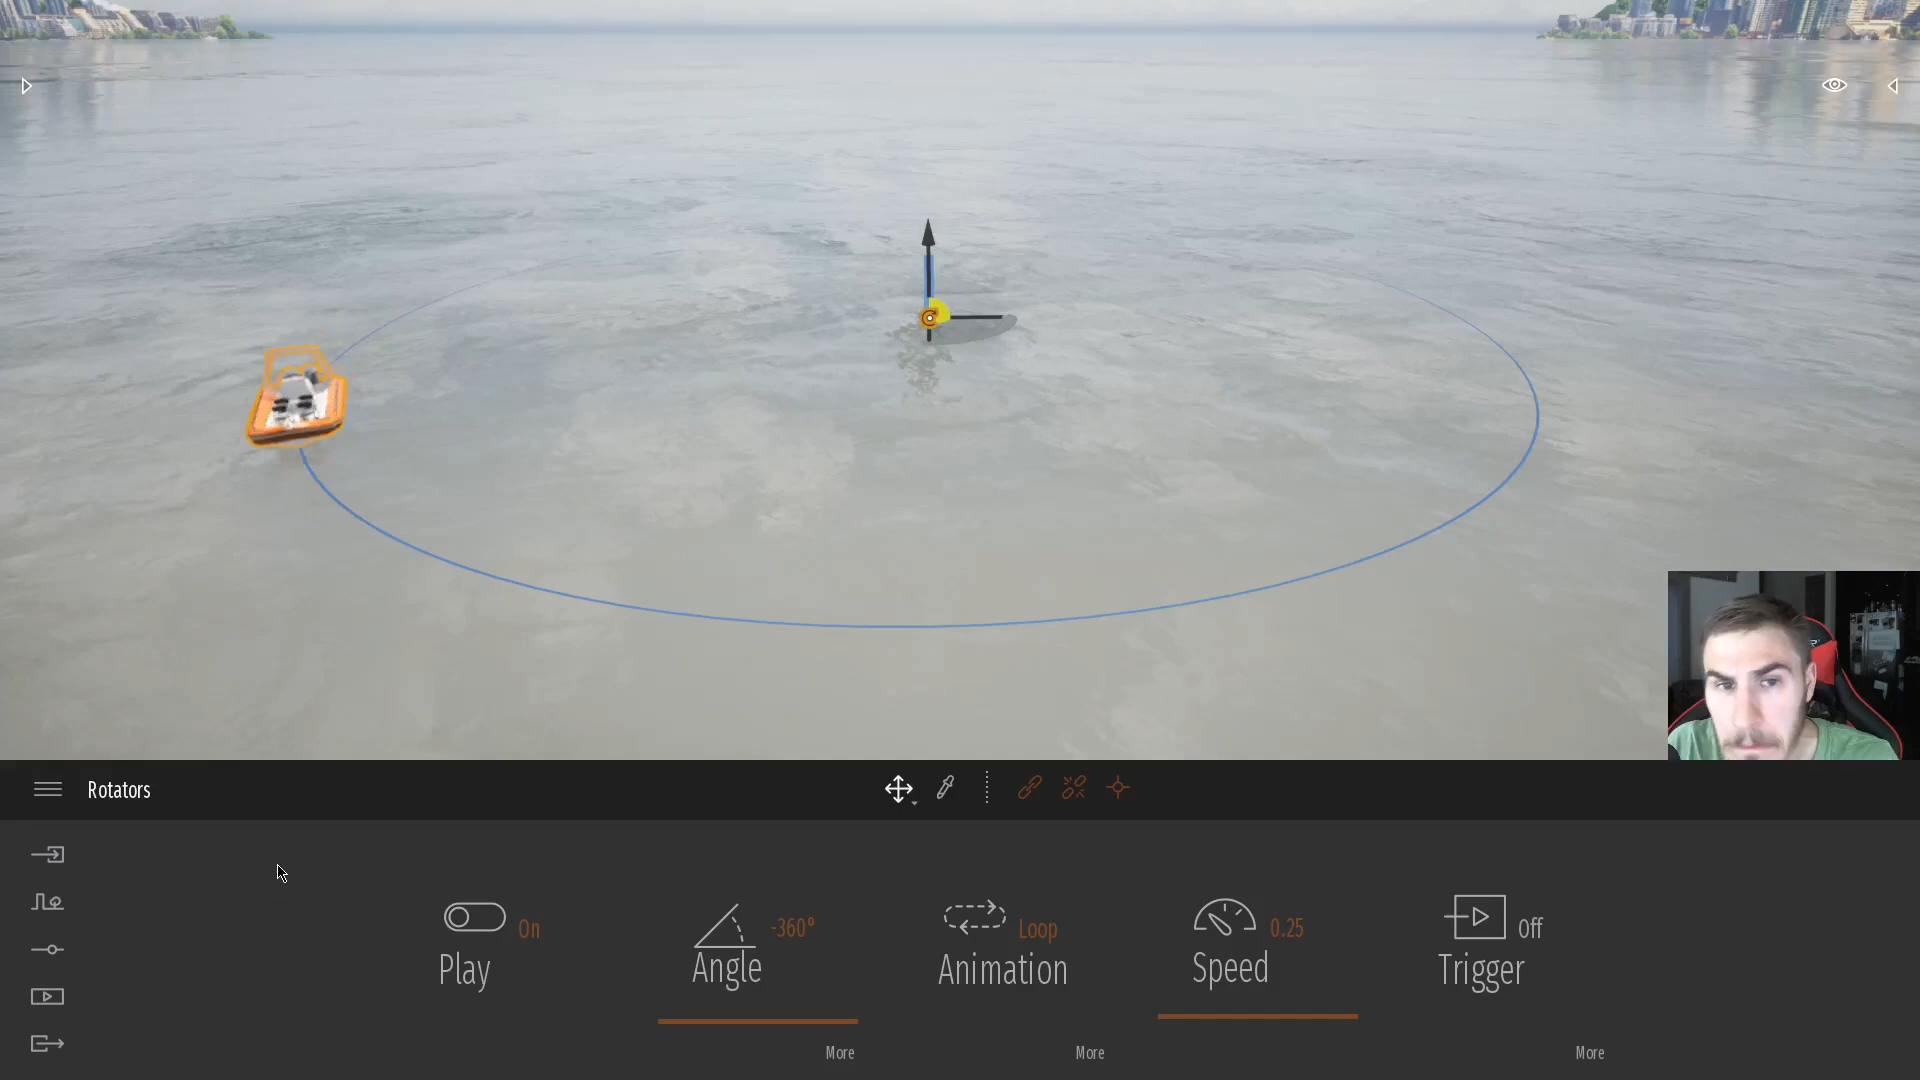 Rotators
On
-360°
Loop
0.25
Off
Play
Angle
Animation
Speed
Trigger
More
More
More